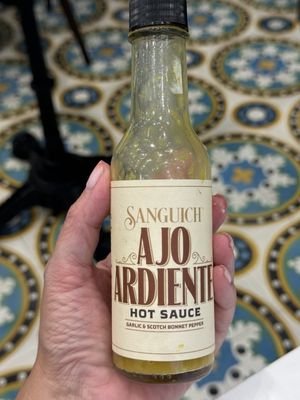 SANGUICH
AJO
ARDIENTE
HOT SAUCE
GARLIC & SCOTCH BONNET PEPPER